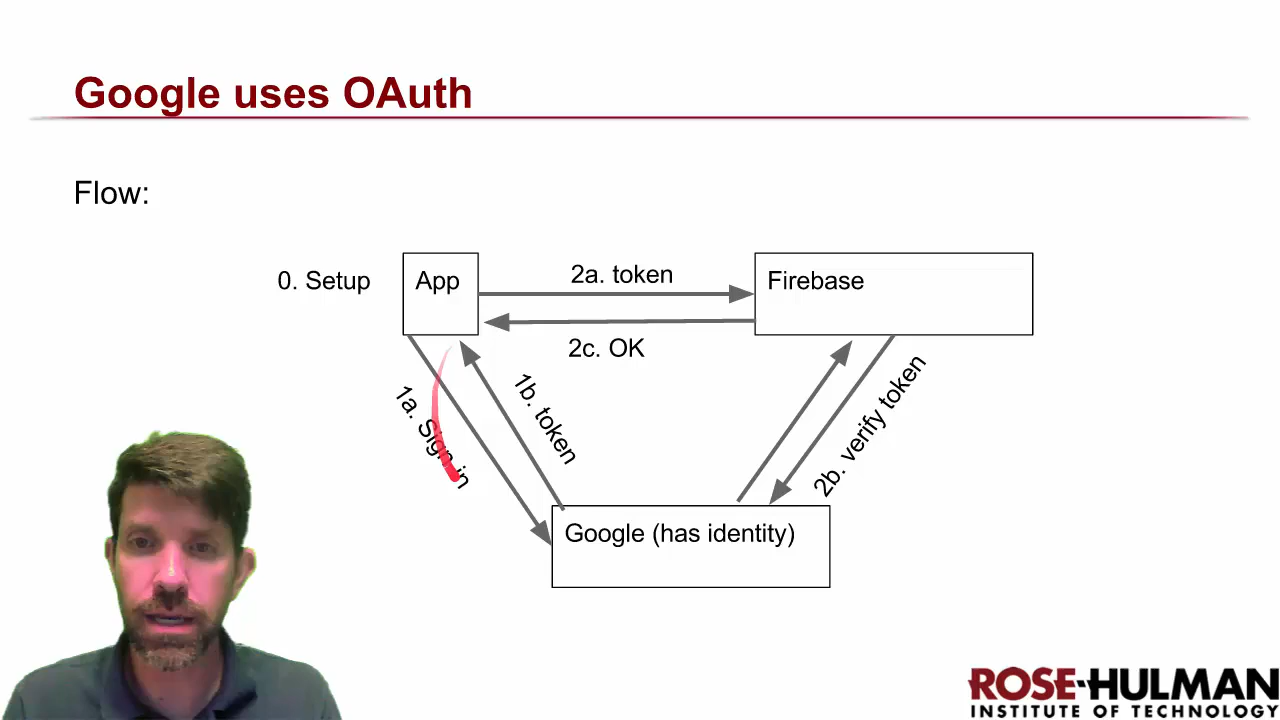 Google uses OAuth
Flow:
0. Setup
App
2a. token
Firebase
2c. OK
1a. Sign in
1b. token
2b. verify token
Google (has identity)
ROSE-HULMAN
INSTITUTE OF TECHNOLOGY